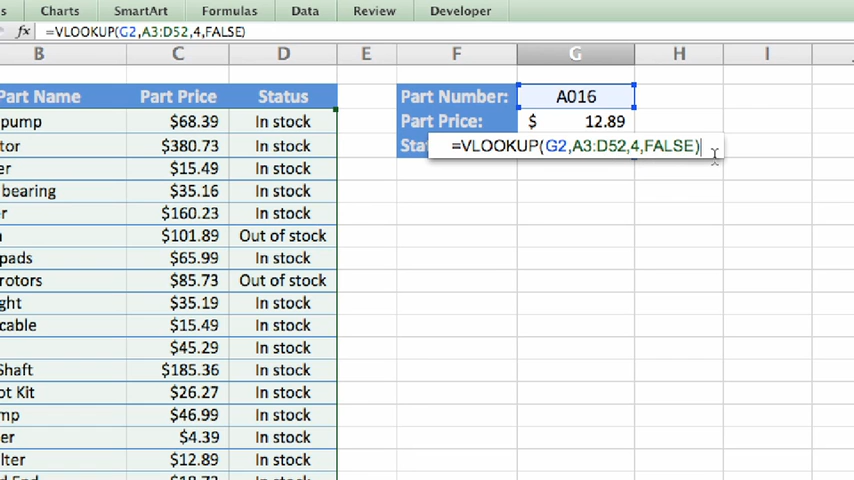 s Charts SmartArt Formulas Data Review Developer
fx =VLOOKUP(G2,A3:D52,4,FALSE)
B C D E F G H I
Part Name Part Price Status Part Number: A016
pump $68.39 In stock Part Price: $ 12.89
tor $380.73 In stock Sta =VLOOKUP(G2,A3:D52,4,FALSE)
er $15.49 In stock
bearing $35.16 In stock
er $160.23 In stock
$101.89 Out of stock
pads $65.99 In stock
rotors $85.73 Out of stock
ght $35.19 In stock
cable $15.49 In stock
$45.29 In stock
Shaft $185.36 In stock
ot Kit $26.27 In stock
mp $46.99 In stock
er $4.39 In stock
lter $12.89 In stock